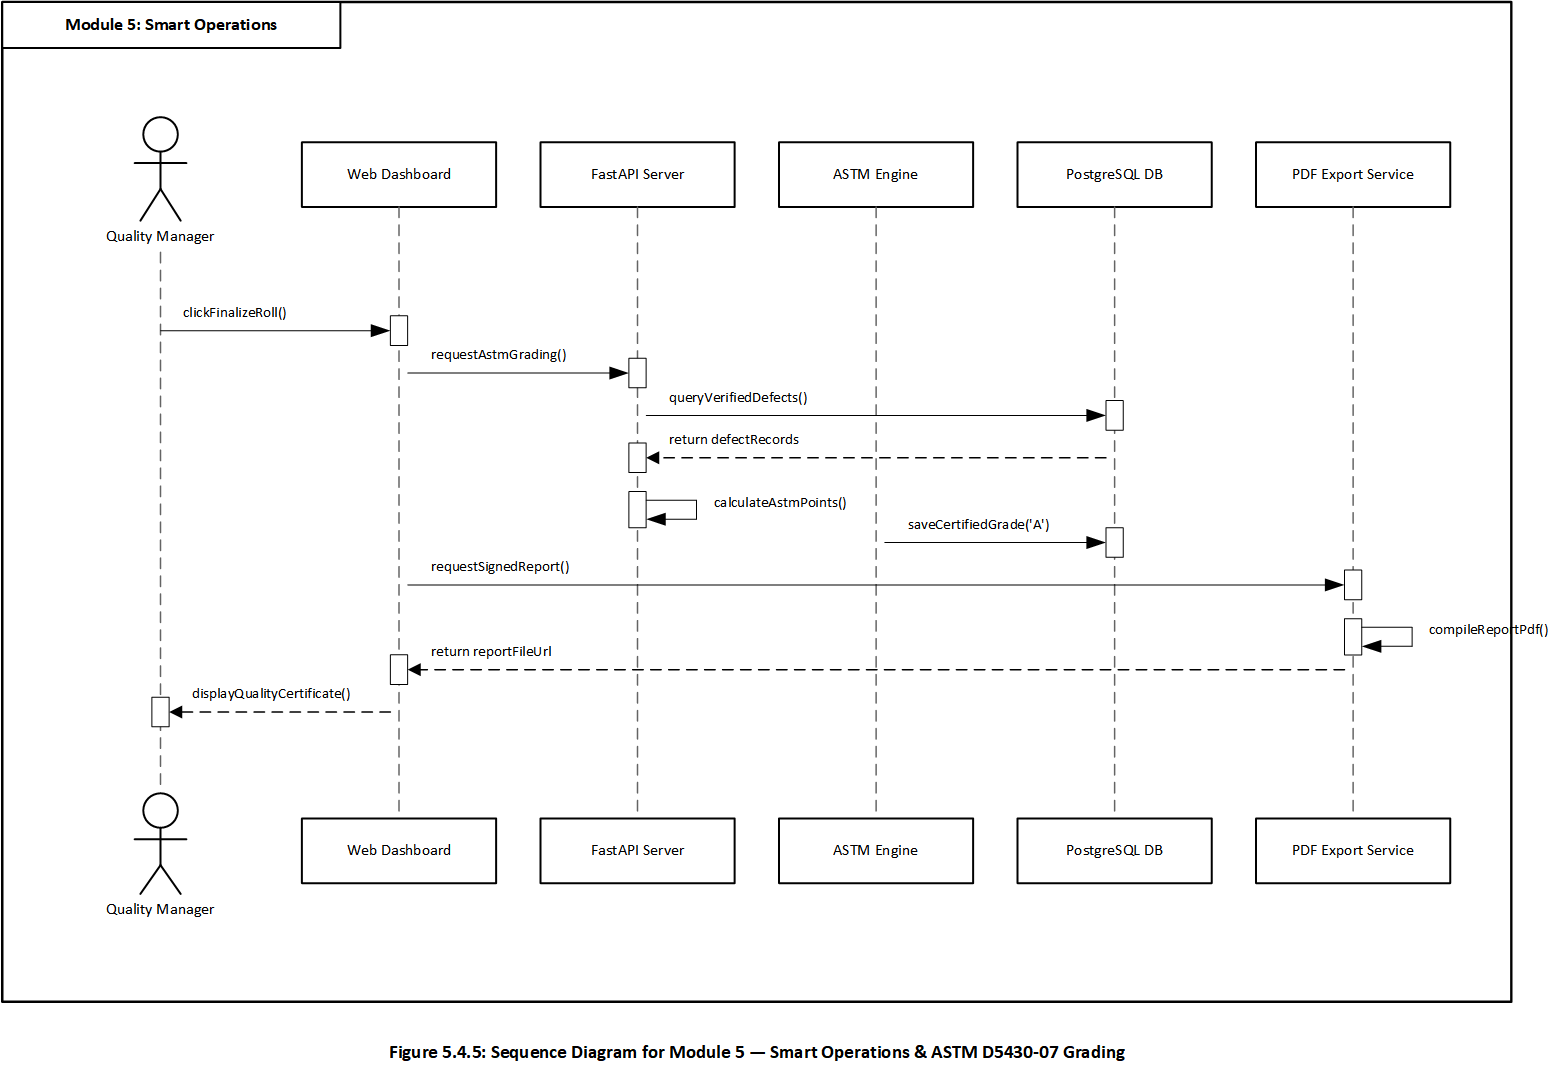 Module 5: Smart Operations
Quality Manager
Web Dashboard
FastAPI Server
ASTM Engine
PostgreSQL DB
PDF Export Service
clickFinalizeRoll()
requestAstmGrading()
queryVerifiedDefects()
return defectRecords
calculateAstmPoints()
saveCertifiedGrade('A')
requestSignedReport()
compileReportPdf()
return reportFileUrl
displayQualityCertificate()
Web Dashboard
FastAPI Server
ASTM Engine
PostgreSQL DB
PDF Export Service
Quality Manager
Figure 5.4.5: Sequence Diagram for Module 5 — Smart Operations & ASTM D5430-07 Grading